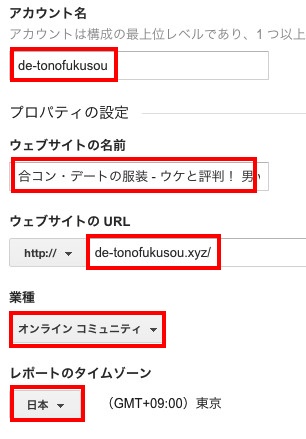 アカウント名
アカウントは構成の最上位レベルであり、1 つ以上
de-tonofukusou
プロパティの設定
ウェブサイトの名前
合コン・デートの服装 - ウケと評判！ 男
ウェブサイトの URL
http:// de-tonofukusou.xyz/
業種
オンライン コミュニティ
レポートのタイムゾーン
日本 （GMT+09:00）東京